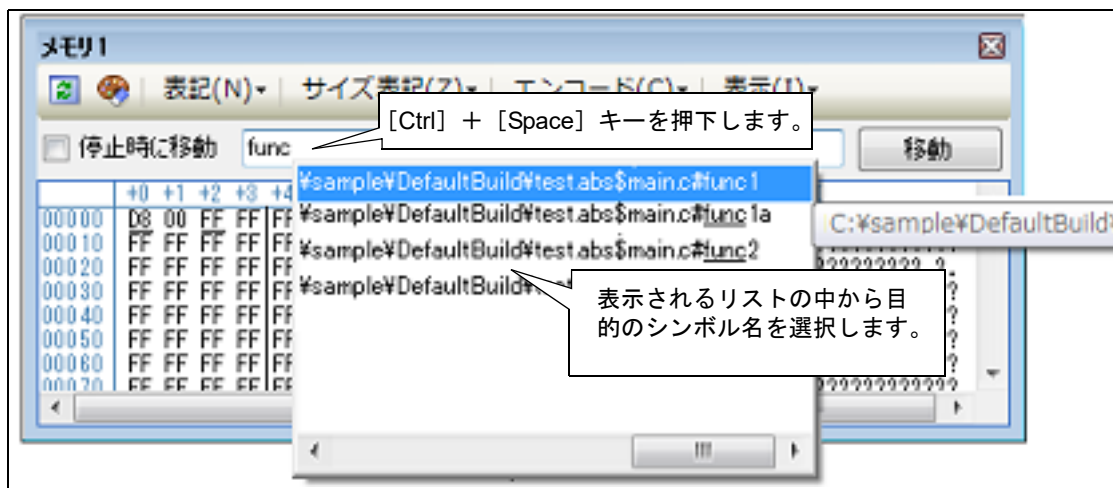 メモリ1
表記(N)▾ サイズ表記(Z)▾ エンコード(C)▾ 表示(I)▾
[Ctrl] + [Space] キーを押下します。
停止時に移動 func 移動
+0 +1 +2 +3 +4
¥sample¥DefaultBuild¥test.abs$main.c#func1
¥sample¥DefaultBuild¥test.abs$main.c#func1a
¥sample¥DefaultBuild¥test.abs$main.c#func2
¥sample¥DefaultBuild¥
C:¥sample¥DefaultBuild¥
00000 D8 00 FF FF FF
00010 FF FF FF FF FF
00020 FF FF FF FF FF
00030 FF FF FF FF FF
00040 FF FF FF FF FF
00050 FF FF FF FF FF
00060 FF FF FF FF FF
00070 FF FF FF FF FF
表示されるリストの中から目
的のシンボル名を選択します。